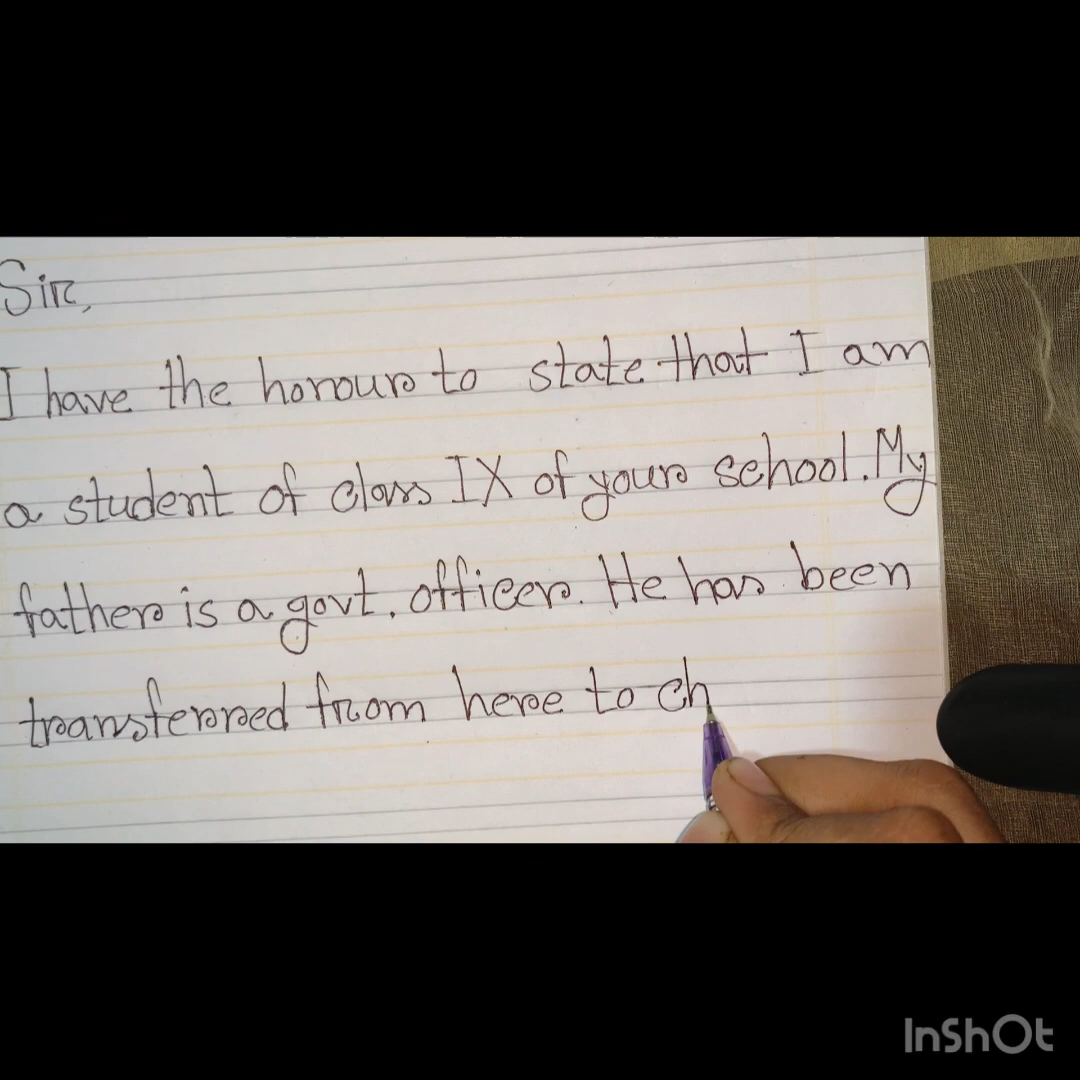 Sir,
I have the honour to state that I am
a student of class IX of your school. My
father is a govt. officer. He has been
transferred from here to ch
InShOt